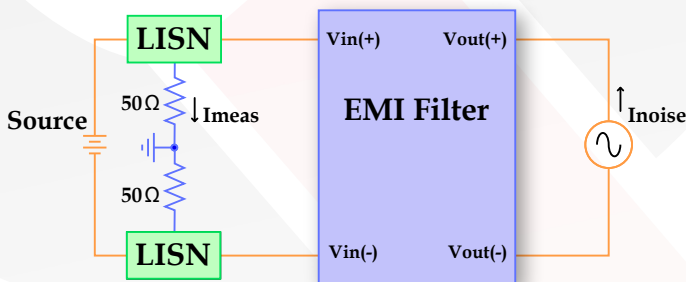 LISN
Vin(+)
Vout(+)
50Ω
Imeas
EMI Filter
Source
Inoise
50Ω
LISN
Vin(-)
Vout(-)